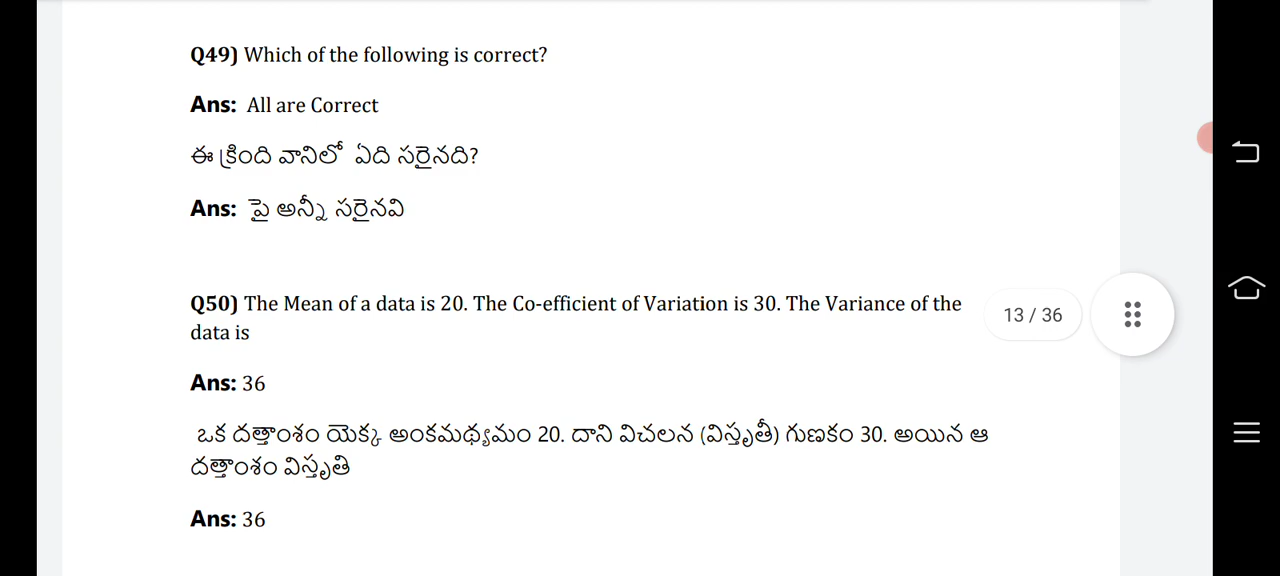 Q49) Which of the following is correct?
Ans: All are Correct
ఈ క్రింది వానిలో ఏది సరైనది?
Ans: పై అన్నీ సరైనవి
Q50) The Mean of a data is 20. The Co-efficient of Variation is 30. The Variance of the
data is
13 / 36
Ans: 36
ఒక దత్తాంశం యెక్క అంకమధ్యమం 20. దాని విచలన (విస్తృతీ) గుణకం 30. అయిన ఆ
దత్తాంశం విస్తృతి
Ans: 36